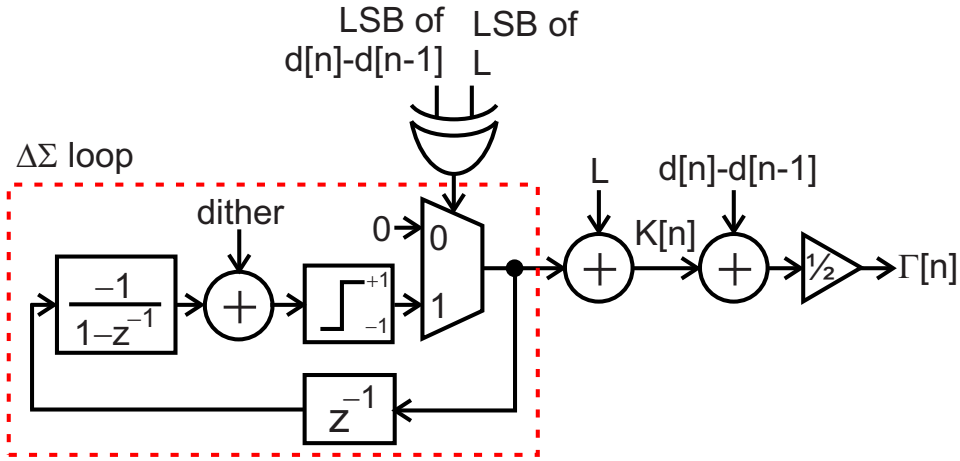 LSB of
d[n]-d[n-1]
LSB of
L
ΔΣ loop
dither
0
0
1
−1
1−z⁻¹
+
+1
−1
z⁻¹
L
+
K[n]
d[n]-d[n-1]
+
½
Γ[n]